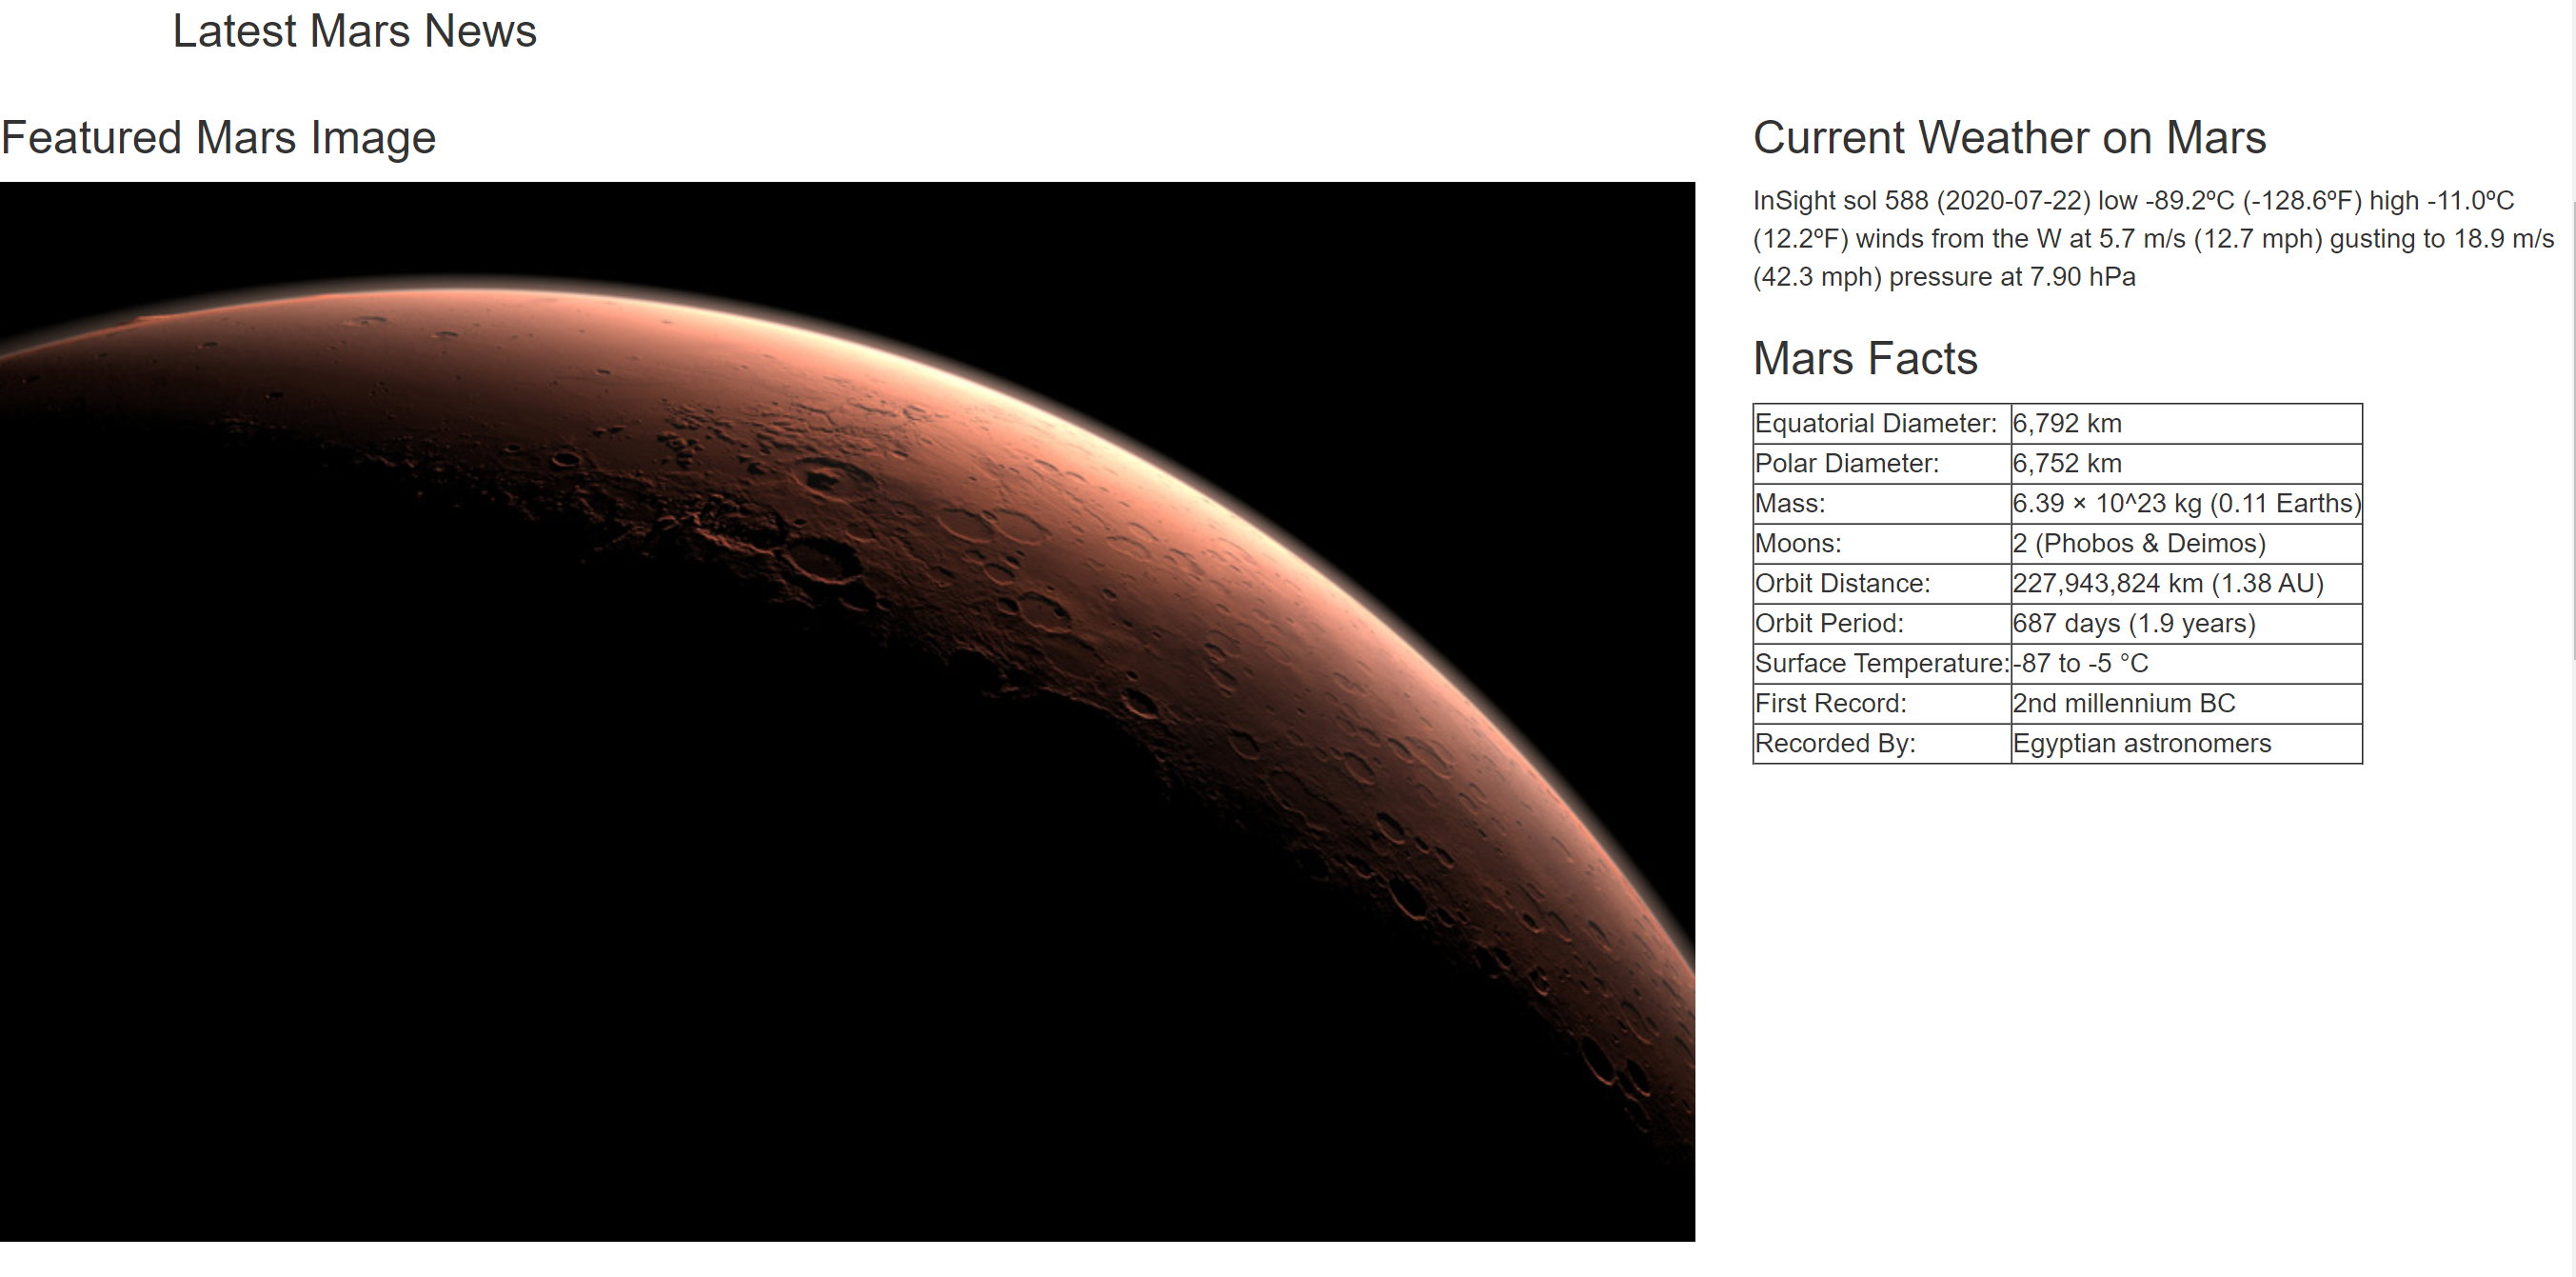 Latest Mars News
Featured Mars Image
Current Weather on Mars
InSight sol 588 (2020-07-22) low -89.2ºC (-128.6ºF) high -11.0ºC
(12.2ºF) winds from the W at 5.7 m/s (12.7 mph) gusting to 18.9 m/s
(42.3 mph) pressure at 7.90 hPa
Mars Facts
Equatorial Diameter: 6,792 km
Polar Diameter: 6,752 km
Mass: 6.39 × 10^23 kg (0.11 Earths)
Moons: 2 (Phobos & Deimos)
Orbit Distance: 227,943,824 km (1.38 AU)
Orbit Period: 687 days (1.9 years)
Surface Temperature: -87 to -5 °C
First Record: 2nd millennium BC
Recorded By: Egyptian astronomers